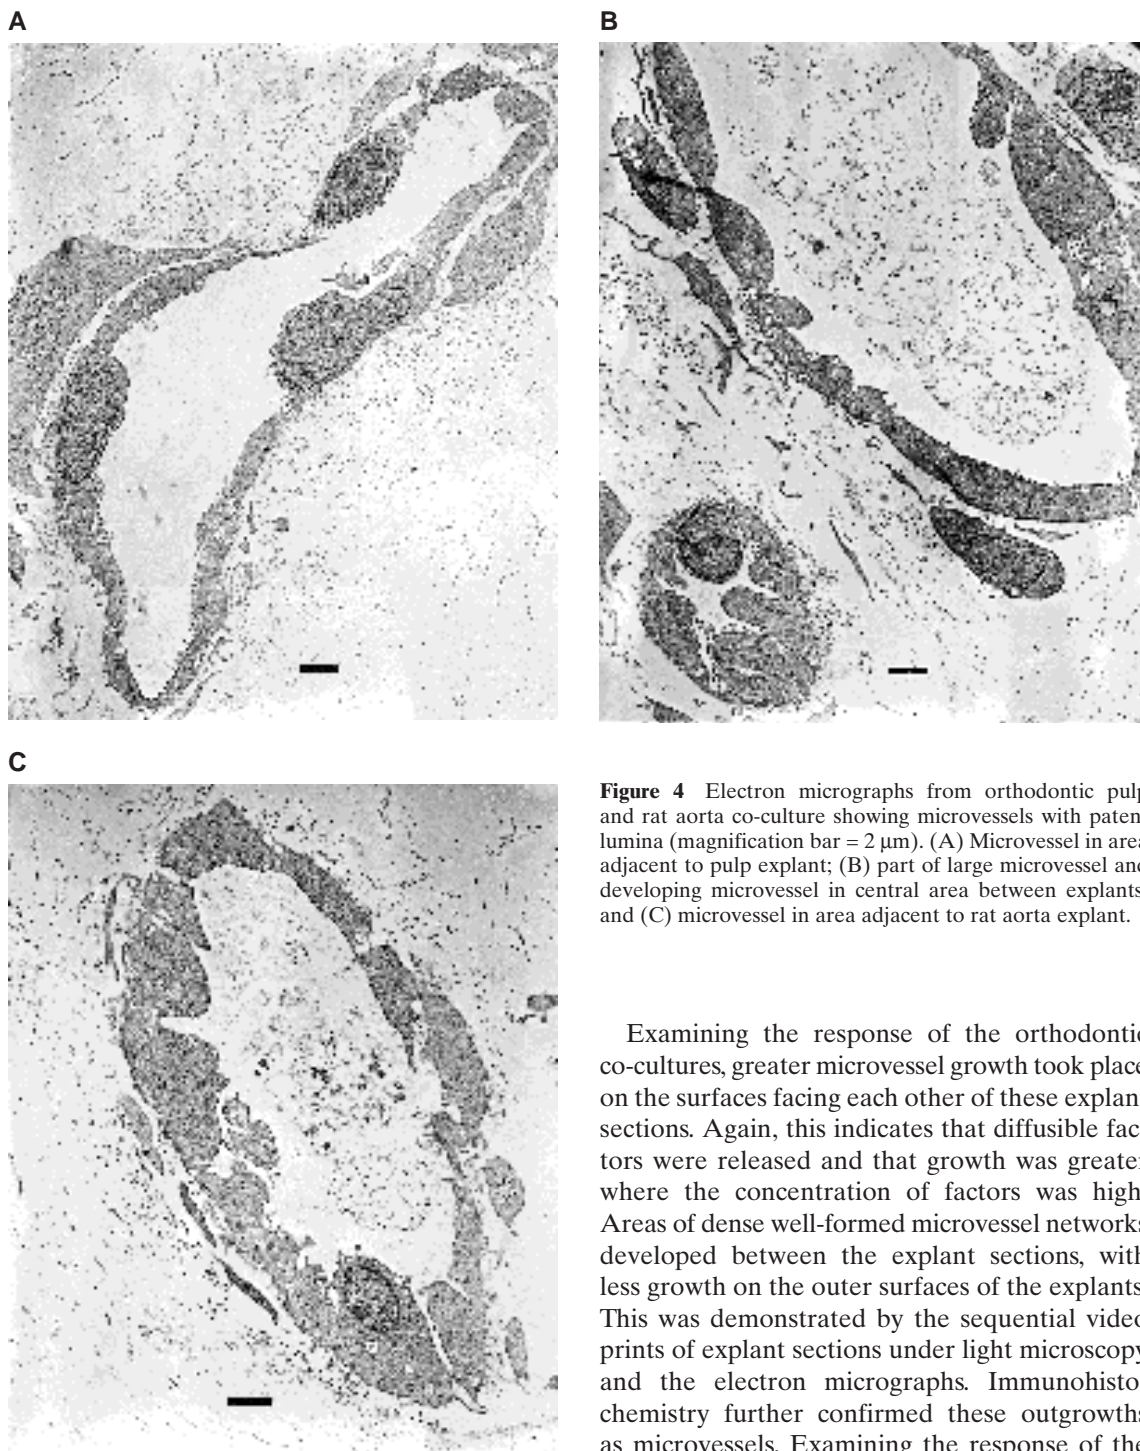 A
B
C
Figure 4 Electron micrographs from orthodontic pulp
and rat aorta co-culture showing microvessels with paten
lumina (magnification bar = 2 μm). (A) Microvessel in area
adjacent to pulp explant; (B) part of large microvessel and
developing microvessel in central area between explants
and (C) microvessel in area adjacent to rat aorta explant.
Examining the response of the orthodontic
co-cultures, greater microvessel growth took place
on the surfaces facing each other of these explan
sections. Again, this indicates that diffusible fac
tors were released and that growth was greater
where the concentration of factors was high
Areas of dense well-formed microvessel networks
developed between the explant sections, with
less growth on the outer surfaces of the explants
This was demonstrated by the sequential video
prints of explant sections under light microscopy
and the electron micrographs. Immunohisto
chemistry further confirmed these outgrowths
as microvessels. Examining the response of the